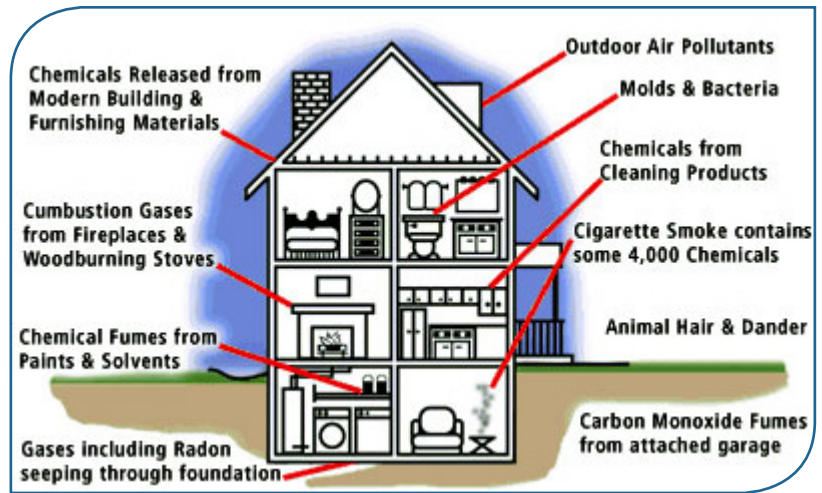 Chemicals Released from
Modern Building &
Furnishing Materials
Cumbustion Gases
from Fireplaces &
Woodburning Stoves
Chemical Fumes from
Paints & Solvents
Gases including Radon
seeping through foundation
Outdoor Air Pollutants
Molds & Bacteria
Chemicals from
Cleaning Products
Cigarette Smoke contains
some 4,000 Chemicals
Animal Hair & Dander
Carbon Monoxide Fumes
from attached garage